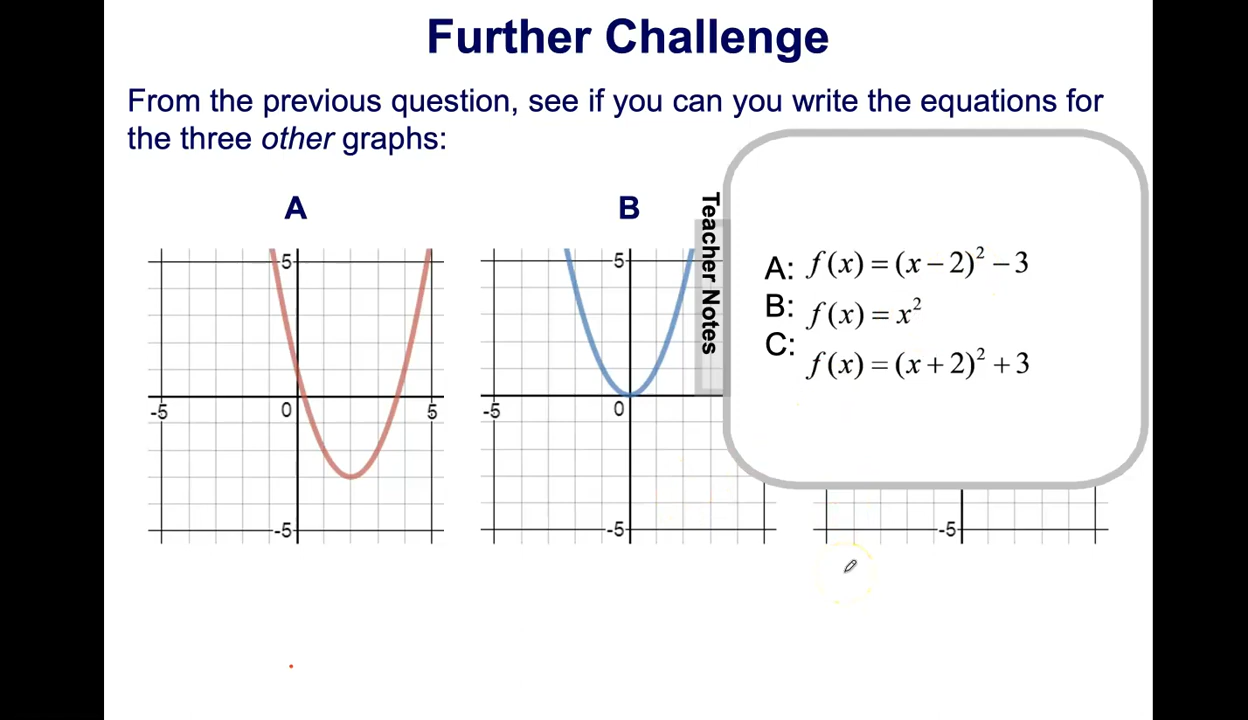 Further Challenge
From the previous question, see if you can you write the equations for
the three other graphs:
A
B
5
-5
0
5
-5
5
-5
0
-5
Teacher Notes
A: f(x) = (x − 2)² − 3
B: f(x) = x²
C: f(x) = (x + 2)² + 3
-5